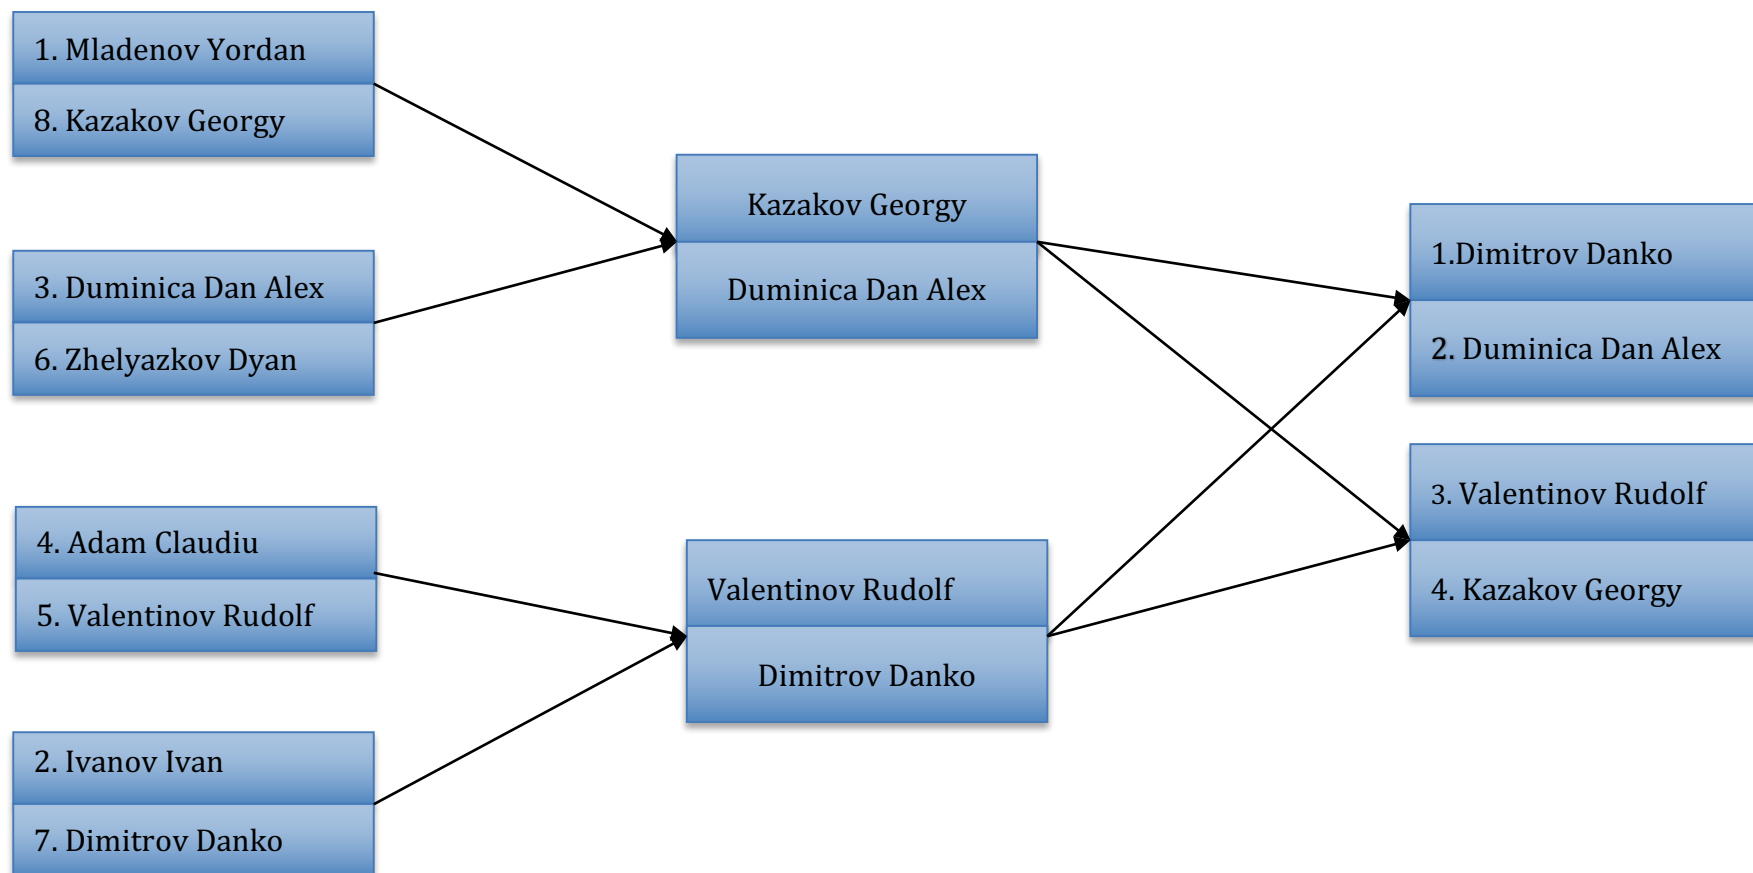 1. Mladenov Yordan
8. Kazakov Georgy
3. Duminica Dan Alex
6. Zhelyazkov Dyan
4. Adam Claudiu
5. Valentinov Rudolf
2. Ivanov Ivan
7. Dimitrov Danko
Kazakov Georgy
Duminica Dan Alex
Valentinov Rudolf
Dimitrov Danko
1.Dimitrov Danko
2. Duminica Dan Alex
3. Valentinov Rudolf
4. Kazakov Georgy